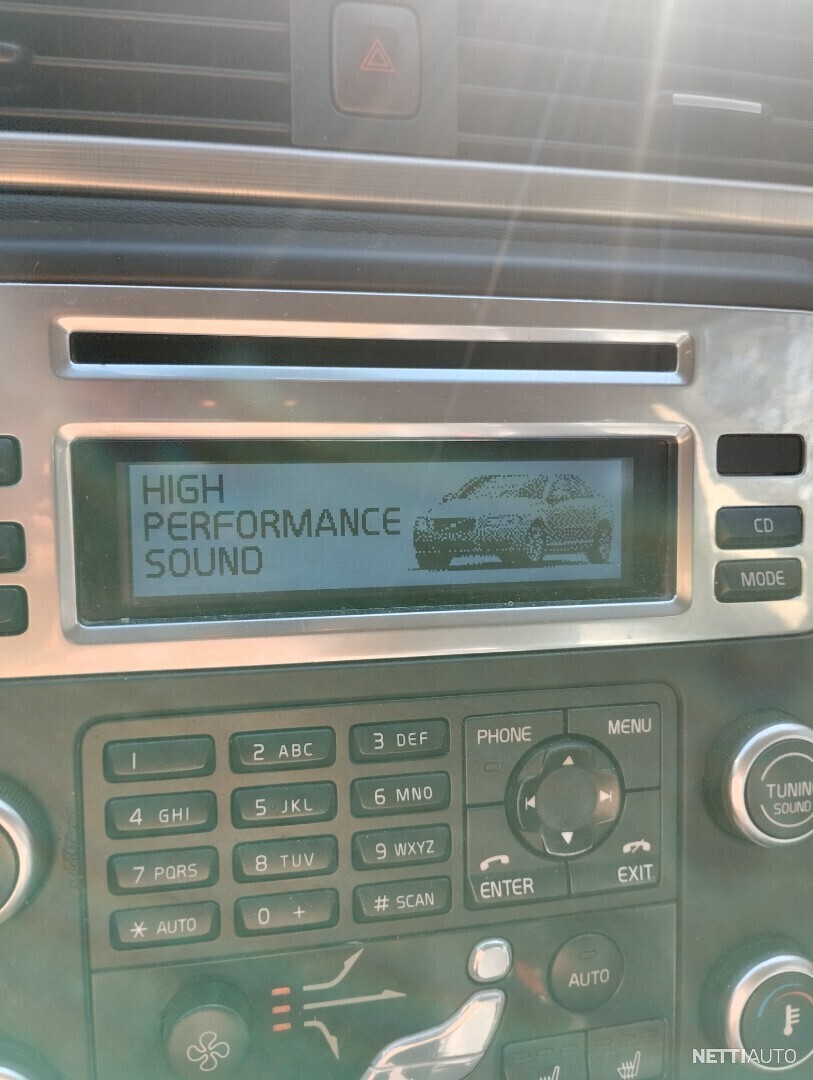 HIGH
PERFORMANCE
SOUND
CD
MODE
PHONE
MENU
1
2 ABC
3 DEF
4 GHI
5 JKL
6 MNO
7 PQRS
8 TUV
9 WXYZ
* AUTO
0 +
# SCAN
ENTER
EXIT
TUNIN
SOUND
AUTO
NETTIAUTO